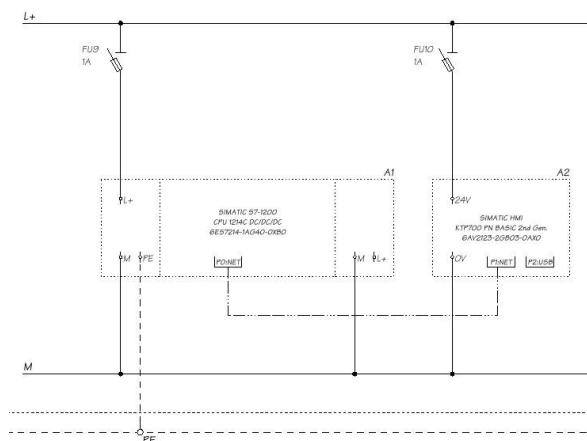 L+
FU9
1A
FU10
1A
A1
A2
L+
SIMATIC S7-1200
CPU 1214C DC/DC/DC
6ES7214-1AG40-0XB0
24V
SIMATIC HMI
KTP700 PN BASIC 2nd Gen.
6AV2123-2GB03-0AX0
M
PE
P0:NET
M
L+
0V
P1:NET
P2:USB
M
PE